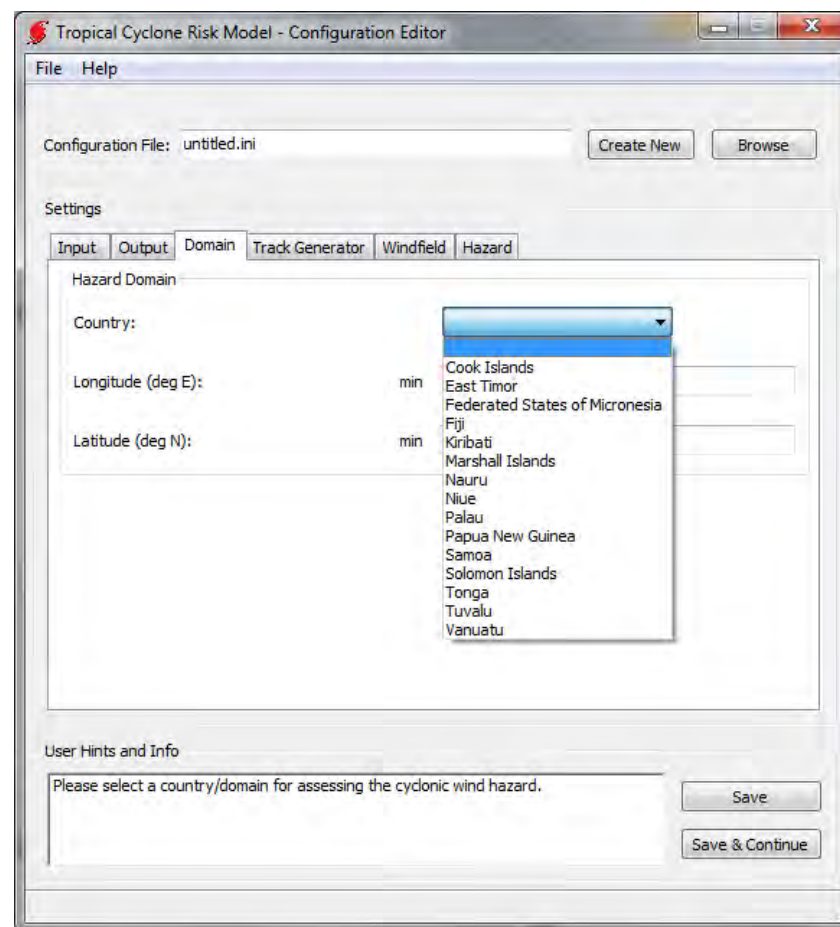 Tropical Cyclone Risk Model - Configuration Editor
File Help
Configuration File: untitled.ini Create New Browse
Settings
Input Output Domain Track Generator Windfield Hazard
Hazard Domain
Country:
Longitude (deg E): min
Latitude (deg N): min
Cook Islands
East Timor
Federated States of Micronesia
Fiji
Kiribati
Marshall Islands
Nauru
Niue
Palau
Papua New Guinea
Samoa
Solomon Islands
Tonga
Tuvalu
Vanuatu
User Hints and Info
Please select a country/domain for assessing the cyclonic wind hazard.
Save
Save & Continue